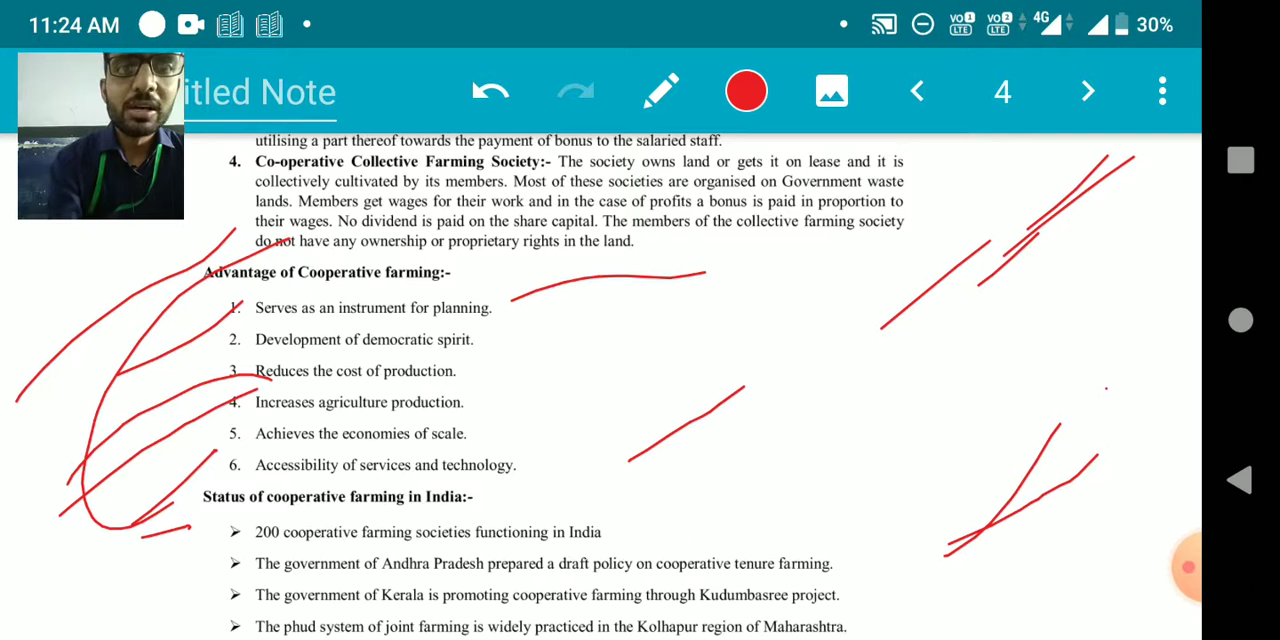 11:24 AM
VO 1 LTE
VO 2 LTE
4G
30%
itled Note
4
utilising a part thereof towards the payment of bonus to the salaried staff.
4. Co-operative Collective Farming Society:- The society owns land or gets it on lease and it is
collectively cultivated by its members. Most of these societies are organised on Government waste
lands. Members get wages for their work and in the case of profits a bonus is paid in proportion to
their wages. No dividend is paid on the share capital. The members of the collective farming society
do not have any ownership or proprietary rights in the land.
Advantage of Cooperative farming:-
1. Serves as an instrument for planning.
2. Development of democratic spirit.
3. Reduces the cost of production.
4. Increases agriculture production.
5. Achieves the economies of scale.
6. Accessibility of services and technology.
Status of cooperative farming in India:-
➢ 200 cooperative farming societies functioning in India
➢ The government of Andhra Pradesh prepared a draft policy on cooperative tenure farming.
➢ The government of Kerala is promoting cooperative farming through Kudumbasree project.
➢ The phud system of joint farming is widely practiced in the Kolhapur region of Maharashtra.